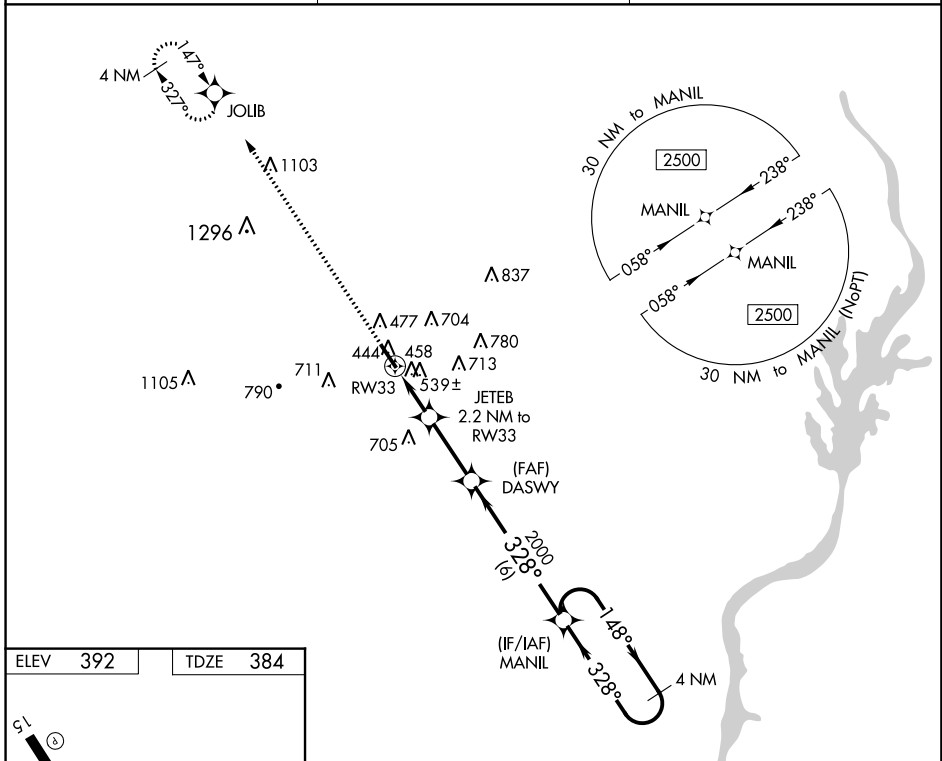 147°
4 NM
327°
JOLIB
1103
1296
30 NM to MANIL
2500
238°
MANIL
058°
238°
MANIL
058°
2500
30 NM to MANIL (NoPT)
837
477
704
444
458
780
713
711
539±
1105
790
RW33
JETEB
2.2 NM to
RW33
705
(FAF)
DASWY
2000
328°
(6)
(IF/IAF)
MANIL
148°
328°
4 NM
ELEV 392
TDZE 384
15
P